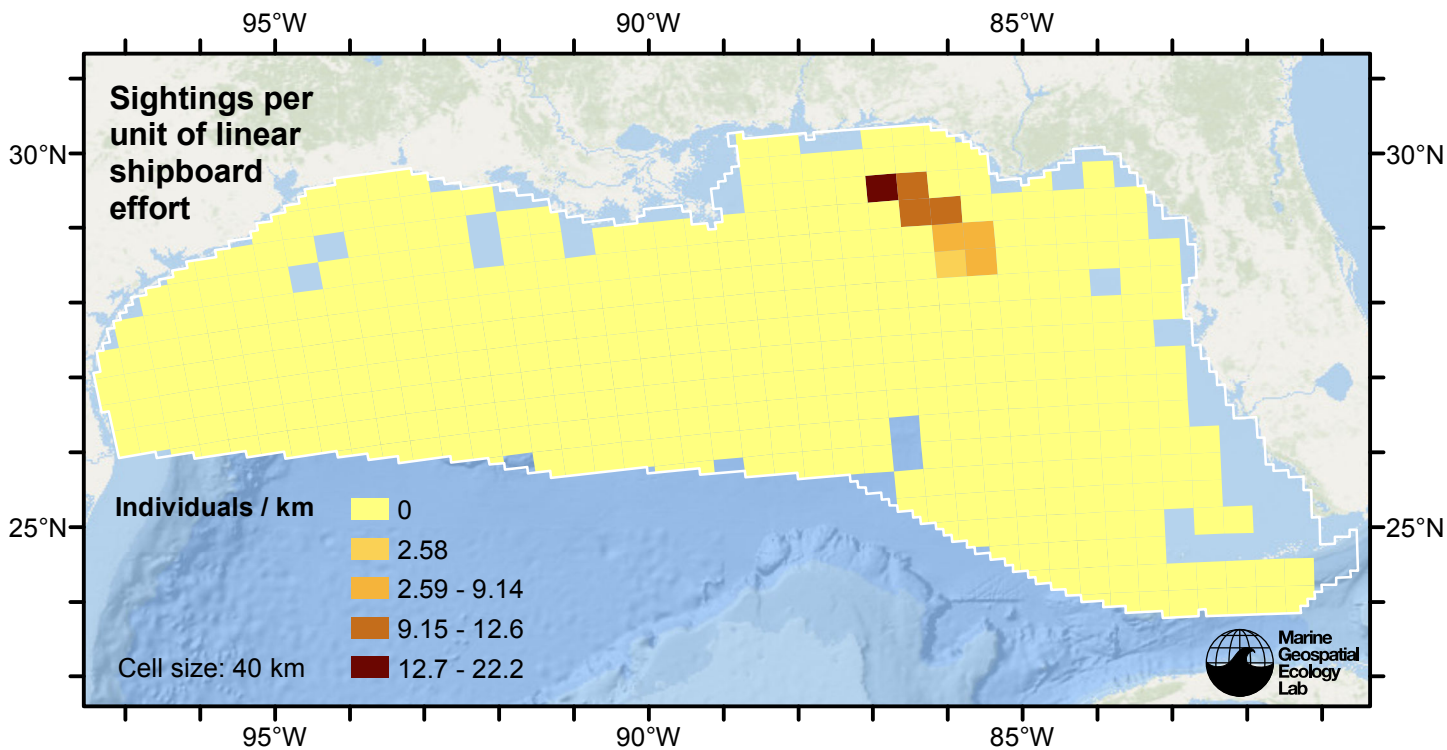 95°W 90°W 85°W
Sightings per
unit of linear
shipboard
effort
30°N 30°N
25°N 25°N
Individuals / km
0
2.58
2.59 - 9.14
9.15 - 12.6
12.7 - 22.2
Cell size: 40 km
Marine
Geospatial
Ecology
Lab
95°W 90°W 85°W